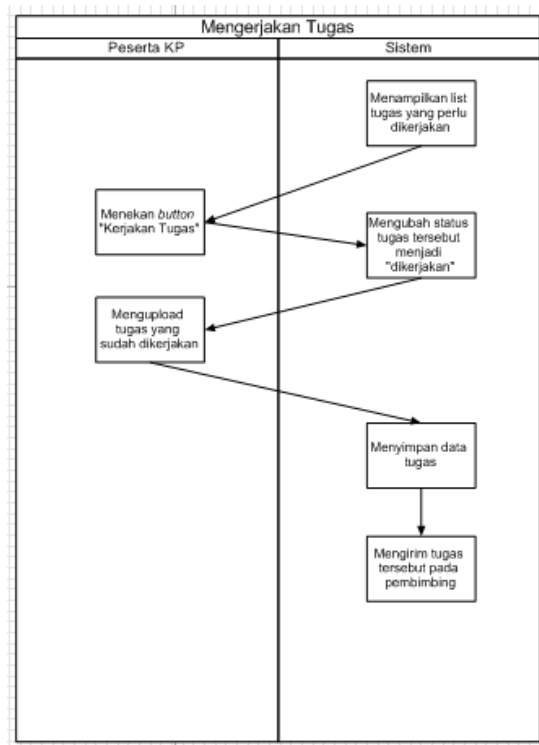 Mengerjakan Tugas
Peserta KP
Sistem
Menampilkan list
tugas yang perlu
dikerjakan
Menekan button
"Kerjakan Tugas"
Mengubah status
tugas tersebut
menjadi
"dikerjakan"
Mengupload
tugas yang
sudah dikerjakan
Menyimpan data
tugas
Mengirim tugas
tersebut pada
pembimbing